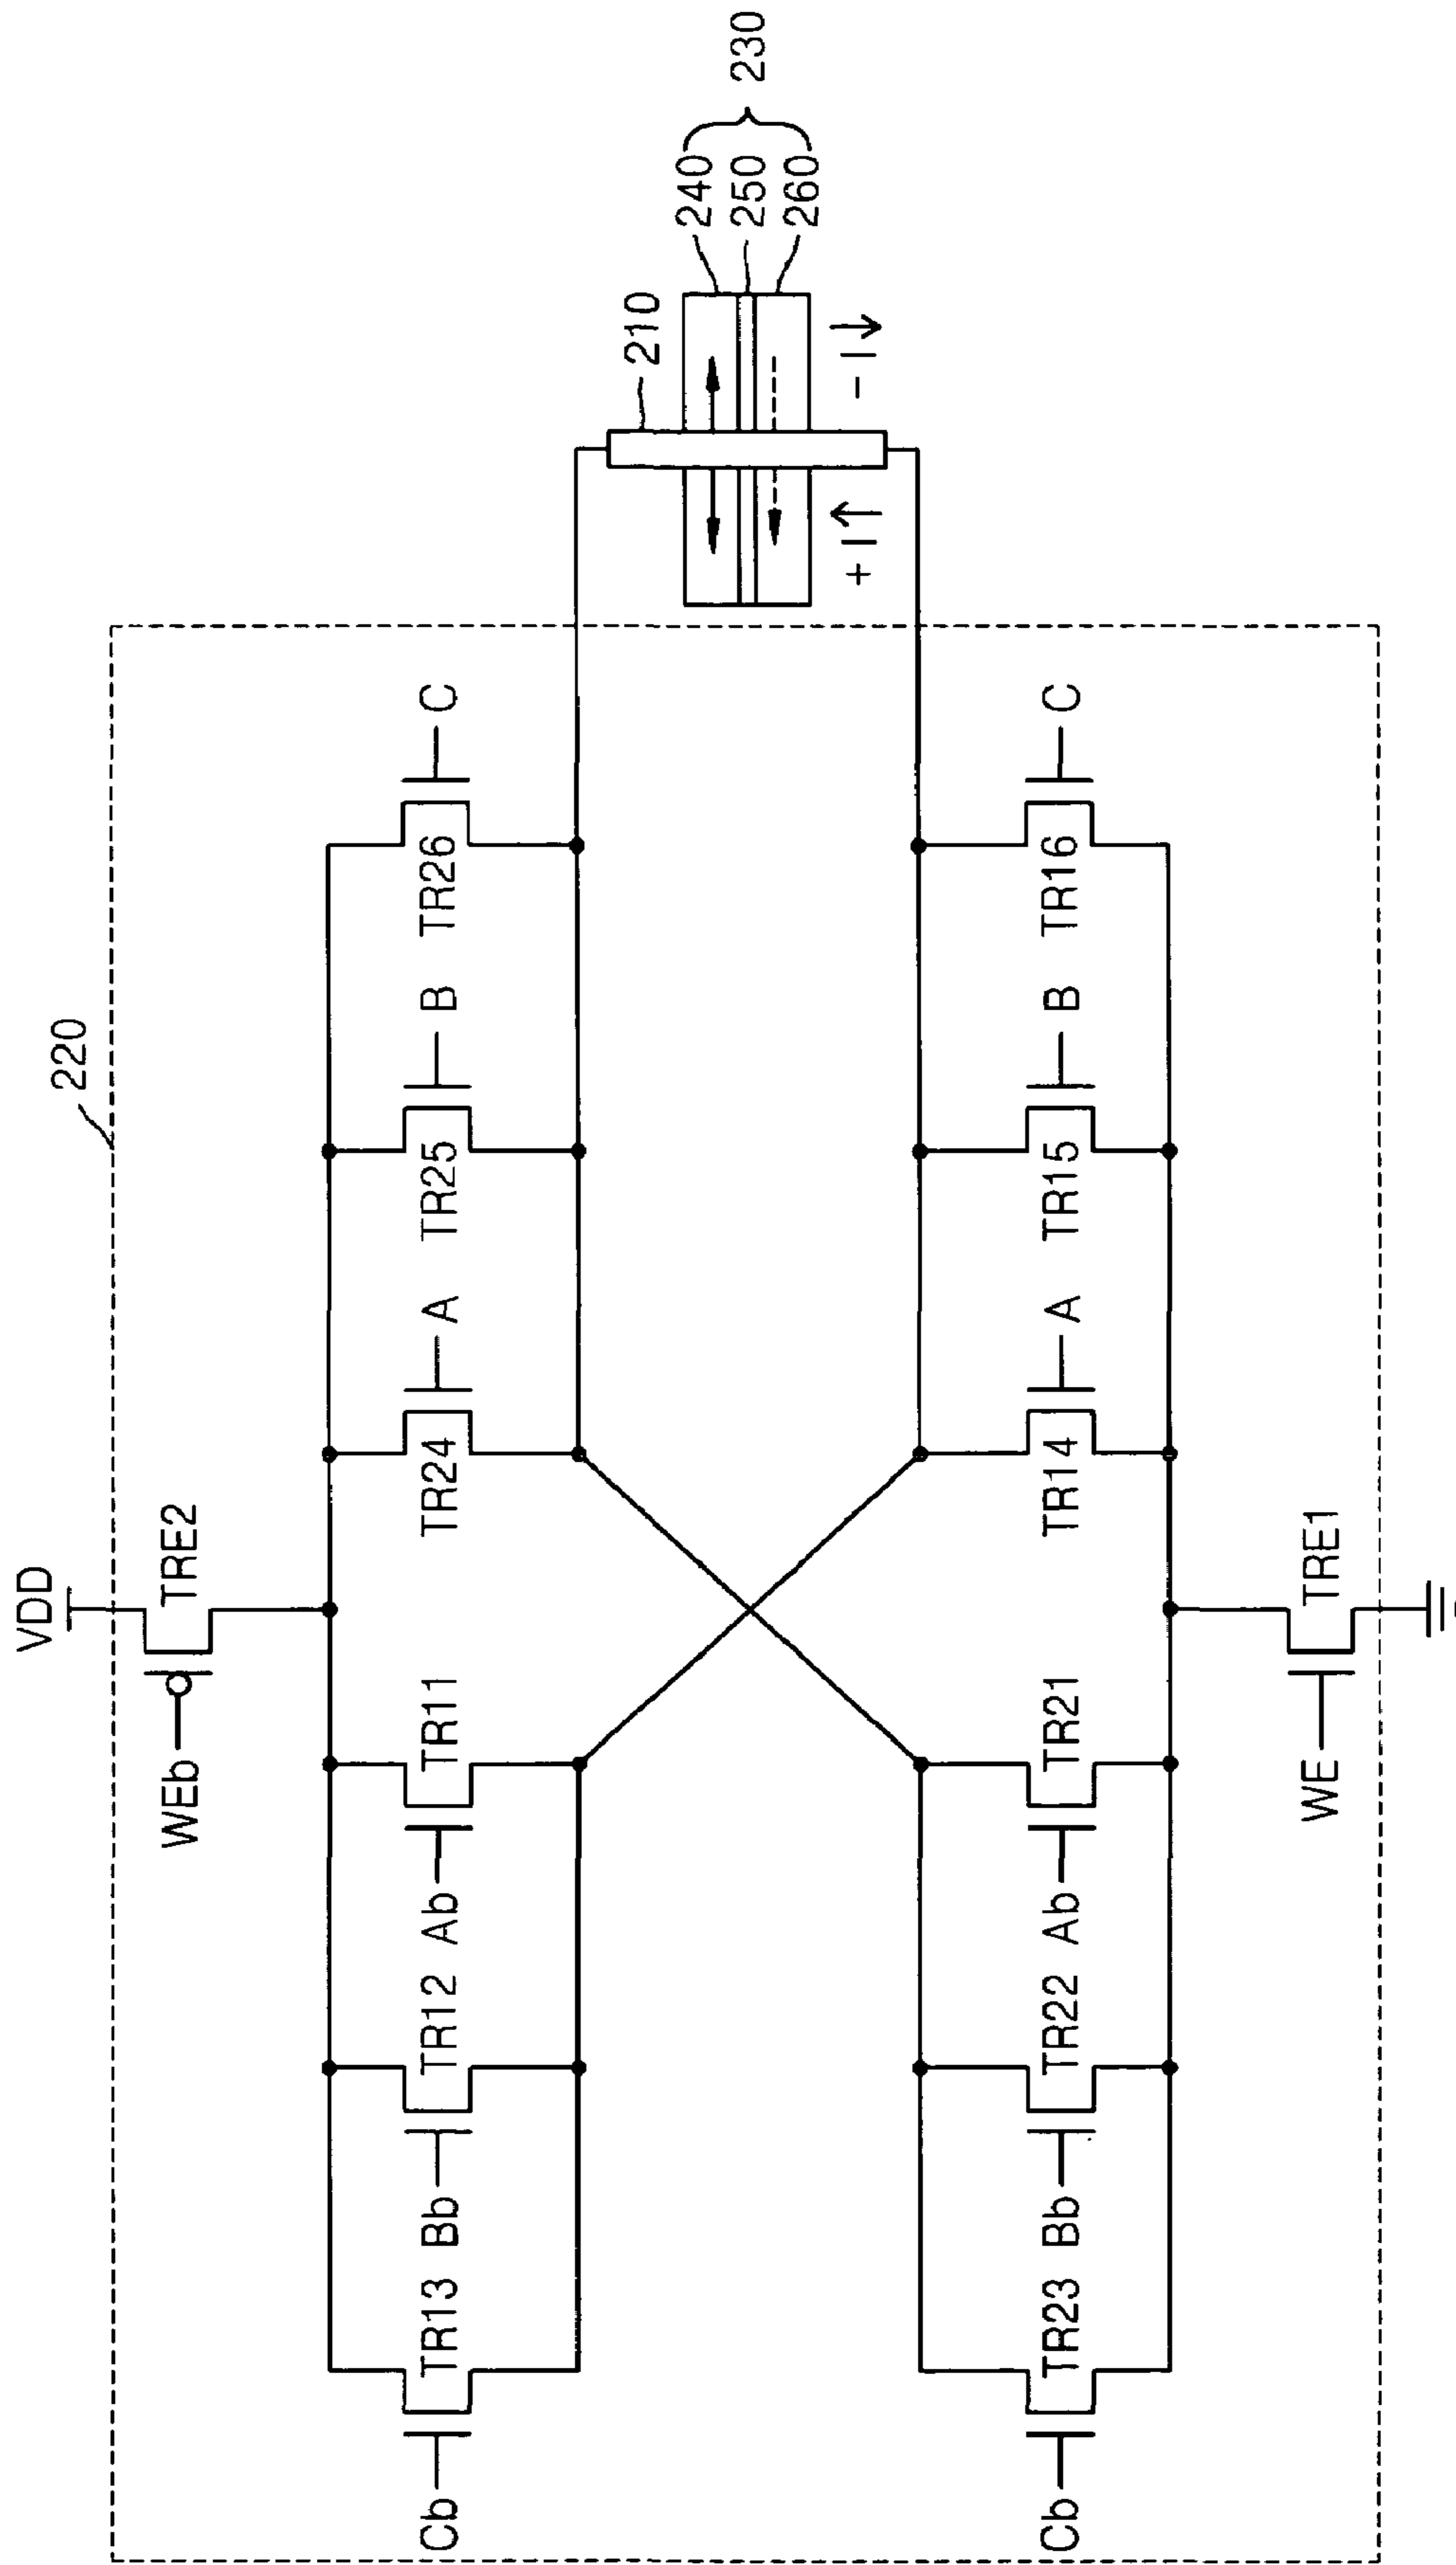 VDD
220
WEb TRE2
Cb TR13 Bb TR12 Ab TR11 TR24 A TR25 B TR26 C
210
240
250 230
260
+I -I
Cb TR23 Bb TR22 Ab TR21 TR14 A TR15 B TR16 C
WE TRE1